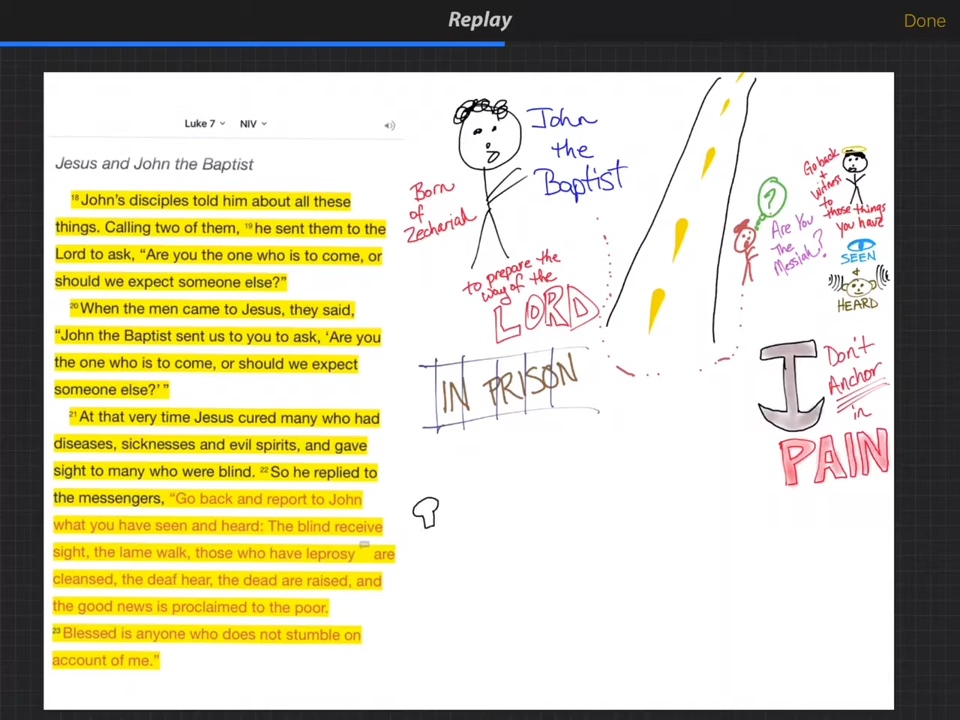 Replay
Done
Luke 7
NIV
Jesus and John the Baptist
18 John's disciples told him about all these
things. Calling two of them, 19 he sent them to the
Lord to ask, “Are you the one who is to come, or
should we expect someone else?”
20 When the men came to Jesus, they said,
“John the Baptist sent us to you to ask, ‘Are you
the one who is to come, or should we expect
someone else?’ ”
21 At that very time Jesus cured many who had
diseases, sicknesses and evil spirits, and gave
sight to many who were blind. 22 So he replied to
the messengers, “Go back and report to John
what you have seen and heard: The blind receive
sight, the lame walk, those who have leprosy are
cleansed, the deaf hear, the dead are raised, and
the good news is proclaimed to the poor.
23 Blessed is anyone who does not stumble on
account of me.”
John
the
Baptist
Born
of
Zechariah
to prepare the
way of the
LORD
IN PRISON
?
Are You
The
Messiah?
Go back
+
Witness
to
those things
you have
SEEN
&
HEARD
Don't
Anchor
in
PAIN